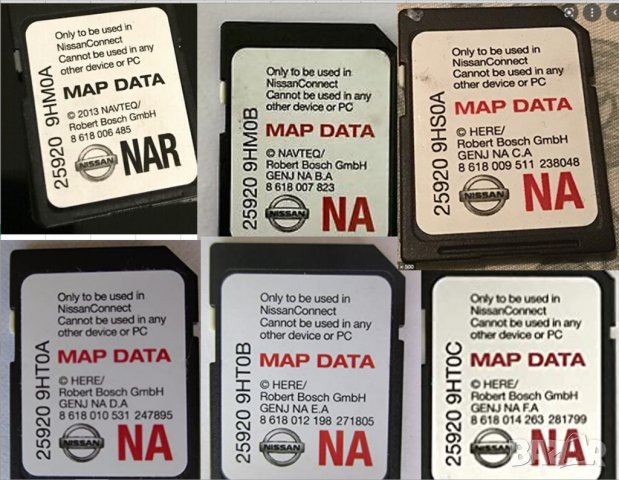 Only to be used in
NissanConnect
Cannot be used in any
other device or PC
MAP DATA
© 2013 NAVTEQ/
Robert Bosch GmbH
8 618 006 485
NISSAN
NAR
25920 9HM0A
Only to be used in
NissanConnect
Cannot be used in any
other device or PC
MAP DATA
© NAVTEQ/
Robert Bosch GmbH
GENJ NA B.A
8 618 007 823
NISSAN
NA
25920 9HM0B
Only to be used in
NissanConnect
Cannot be used in any
other device or PC
MAP DATA
© HERE/
Robert Bosch GmbH
GENJ NA C.A
8 618 009 511 238048
NISSAN
NA
25920 9HS0A
x 500
Only to be used in
NissanConnect
Cannot be used in any
other device or PC
MAP DATA
© HERE/
Robert Bosch GmbH
GENJ NA D.A
8 618 010 531 247895
NISSAN
NA
25920 9HT0A
Only to be used in
NissanConnect
Cannot be used in any
other device or PC
MAP DATA
© HERE/
Robert Bosch GmbH
GENJ NA E.A
8 618 012 198 271805
NISSAN
NA
25920 9HT0B
Only to be used in
NissanConnect
Cannot be used in any
other device or PC
MAP DATA
© HERE/
Robert Bosch GmbH
GENJ NA F.A
8 618 014 263 281799
NISSAN
NA
25920 9HT0C
BAZAR